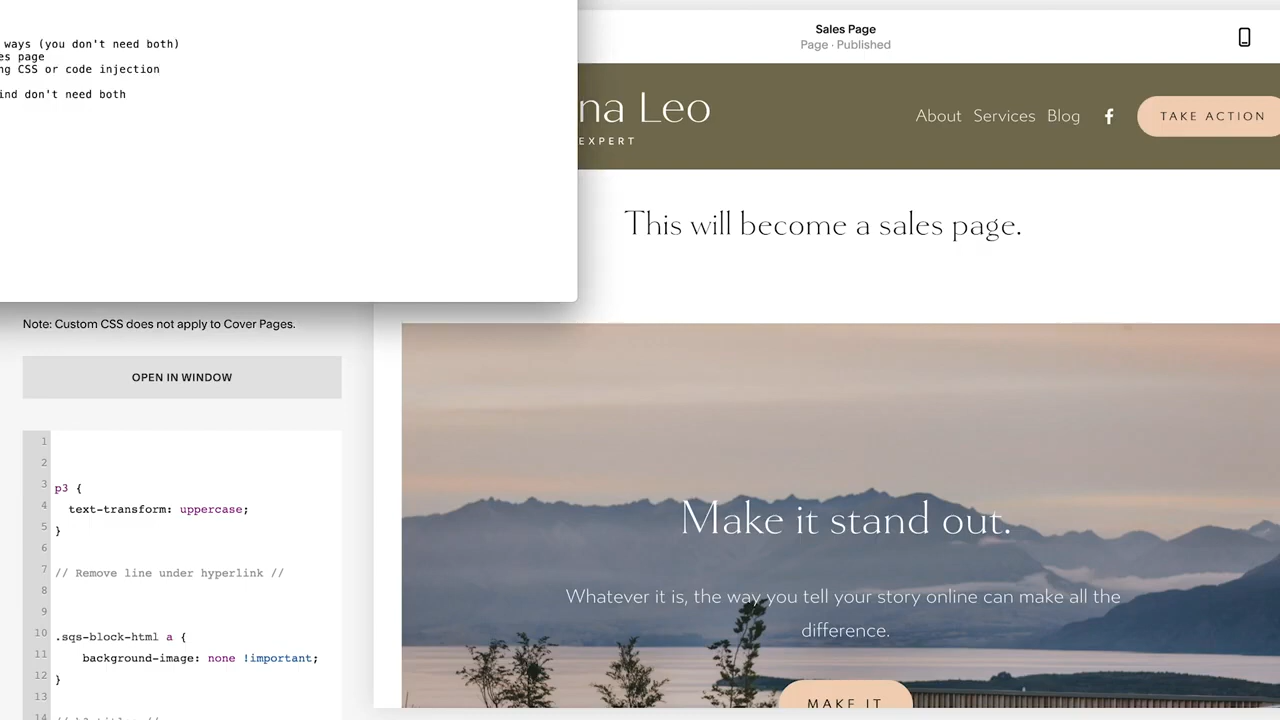 ways (you don't need both)
es page
ng CSS or code injection
ind don't need both
Sales Page
Page · Published
na Leo
EXPERT
About Services Blog
TAKE ACTION
This will become a sales page.
Note: Custom CSS does not apply to Cover Pages.
OPEN IN WINDOW
1
2
3 p3 {
4 text-transform: uppercase;
5 }
6
7 // Remove line under hyperlink //
8
9
10 .sqs-block-html a {
11 background-image: none !important;
12 }
13
14
Make it stand out.
Whatever it is, the way you tell your story online can make all the
difference.
MAKE IT